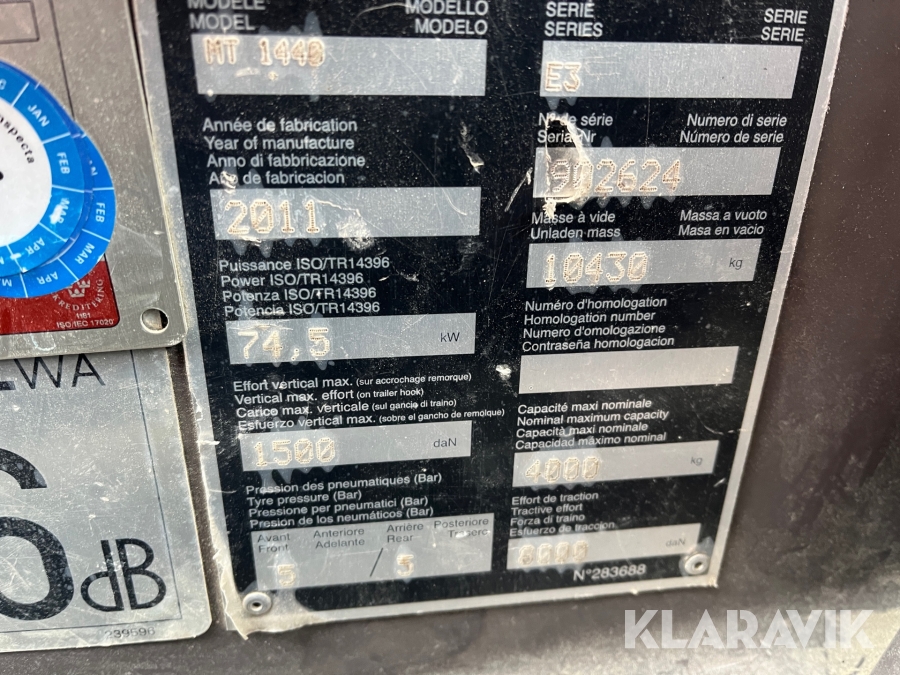 MODÈLE MODELLO
MODEL MODELO
MT 1440
SÉRIE SERIE
SERIES SERIE
E3
Année de fabrication
Year of manufacture
Anno di fabbricazione
Año de fabricacion
2011
N° de série Numero di serie
Serial Nr Número de serie
902624
Masse à vide Massa a vuoto
Unladen mass Masa en vacio
10430 kg
Puissance ISO/TR14396
Power ISO/TR14396
Potenza ISO/TR14396
Potencia ISO/TR14396
74,5 kW
Numéro d'homologation
Homologation number
Numero d'omologazione
Contraseña homologacion
Effort vertical max. (sur accrochage remorque)
Vertical max. effort (on trailer hook)
Carico max. verticale (sul gancio di traino)
Esfuerzo vertical max. (sobre el gancho de remolque)
1500 daN
Capacité maxi nominale
Nominal maximum capacity
Capacità maxi nominale
Capacidad máximo nominal
4000 kg
Pression des pneumatiques (Bar)
Tyre pressure (Bar)
Pressione per pneumatici (Bar)
Presion de los neumáticos (Bar)
Avant Anteriore Arrière Posteriore
Front Adelante Rear Trasero
5 / 5
Effort de traction
Tractive effort
Forza di traino
Esfuerzo de traccion
daN
N°283688
JAN
FEB
MAR
APR
FEB
MAR
APR
KREDITERING
ISO/IEC 17020
LWA
6 dB
239596
KLARAVIK